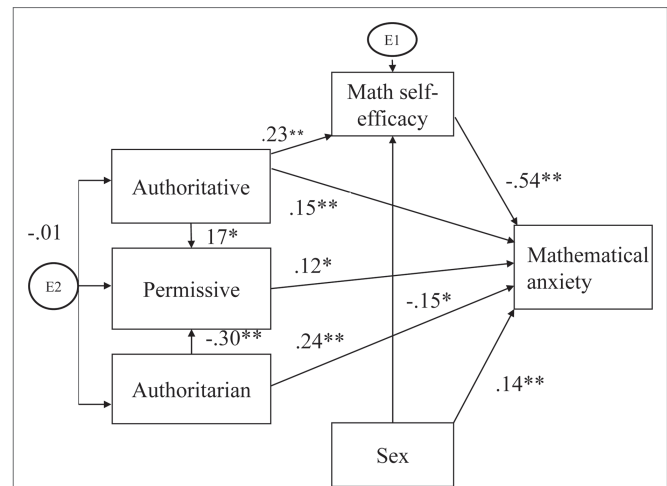 E1
Math self-
efficacy
.23**
Authoritative
-.54**
-.01
.15**
17*
Mathematical
anxiety
.12*
E2
Permissive
-.15*
-.30**
.24**
Authoritarian
.14**
Sex